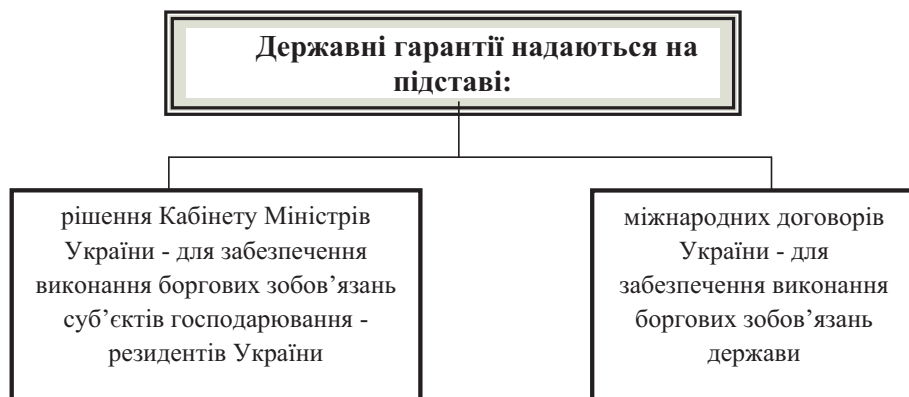 Державні гарантії надаються на
підставі:
рішення Кабінету Міністрів
України - для забезпечення
виконання боргових зобов’язань
суб’єктів господарювання -
резидентів України
міжнародних договорів
України - для
забезпечення виконання
боргових зобов’язань
держави